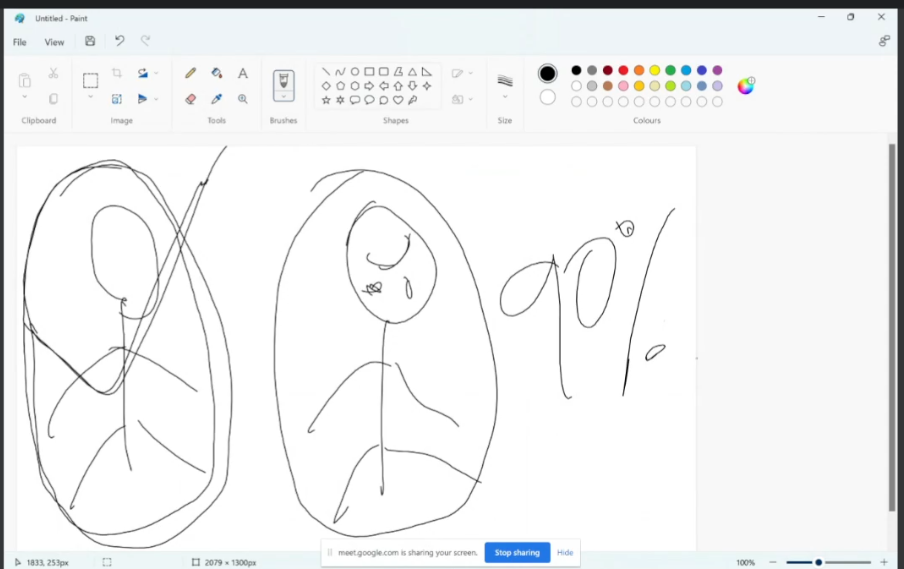 Untitled - Paint
File View
Clipboard Image Tools Brushes Shapes Size Colours
A
90%
meet.google.com is sharing your screen. Stop sharing Hide
1833, 253px 2079 × 1300px 100%